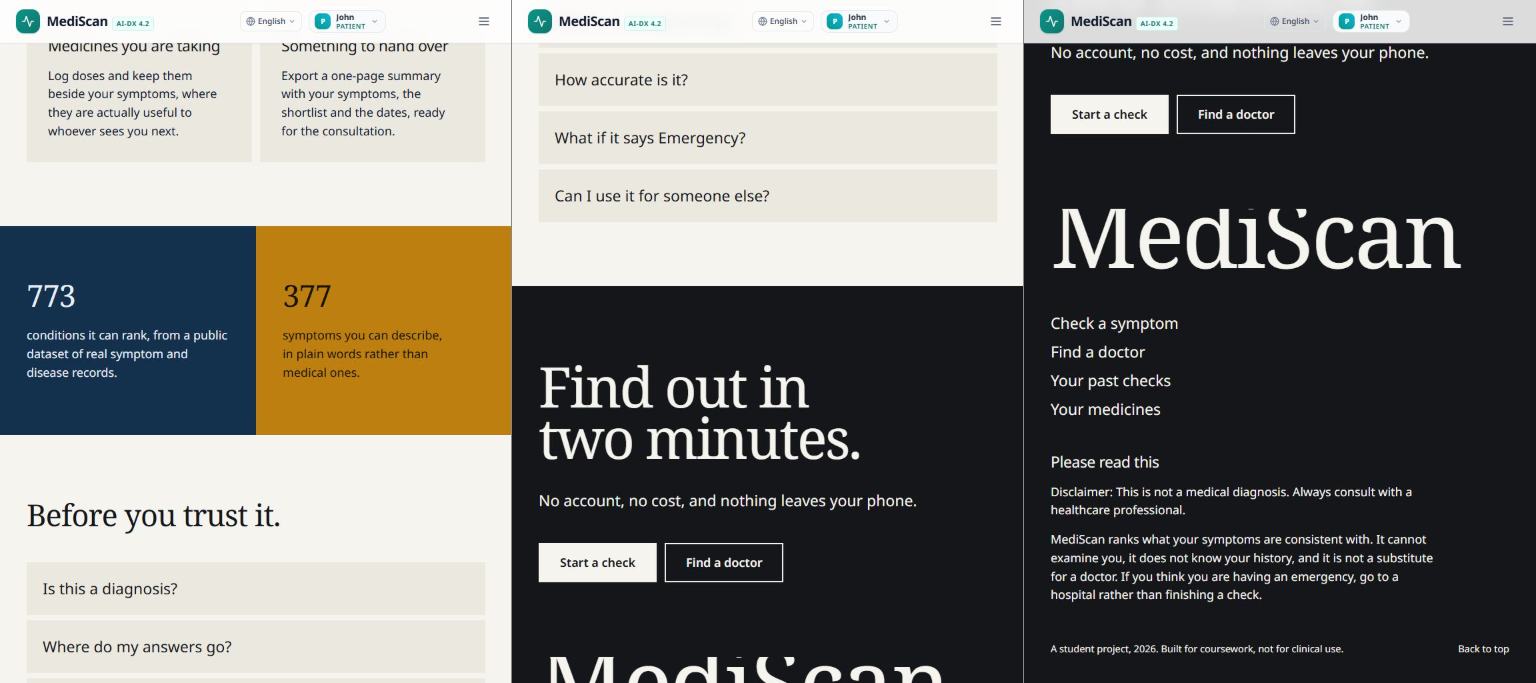 MediScan AI-DX 4.2 English P John PATIENT
Medicines you are taking
Log doses and keep them
beside your symptoms, where
they are actually useful to
whoever sees you next.
Something to hand over
Export a one-page summary
with your symptoms, the
shortlist and the dates, ready
for the consultation.
773
conditions it can rank, from a public
dataset of real symptom and
disease records.
377
symptoms you can describe,
in plain words rather than
medical ones.
Before you trust it.
Is this a diagnosis?
Where do my answers go?
MediScan AI-DX 4.2 English P John PATIENT
How accurate is it?
What if it says Emergency?
Can I use it for someone else?
Find out in
two minutes.
No account, no cost, and nothing leaves your phone.
Start a check
Find a doctor
MediScan
MediScan AI-DX 4.2 English P John PATIENT
No account, no cost, and nothing leaves your phone.
Start a check
Find a doctor
MediScan
Check a symptom
Find a doctor
Your past checks
Your medicines
Please read this
Disclaimer: This is not a medical diagnosis. Always consult with a
healthcare professional.
MediScan ranks what your symptoms are consistent with. It cannot
examine you, it does not know your history, and it is not a substitute
for a doctor. If you think you are having an emergency, go to a
hospital rather than finishing a check.
A student project, 2026. Built for coursework, not for clinical use.
Back to top